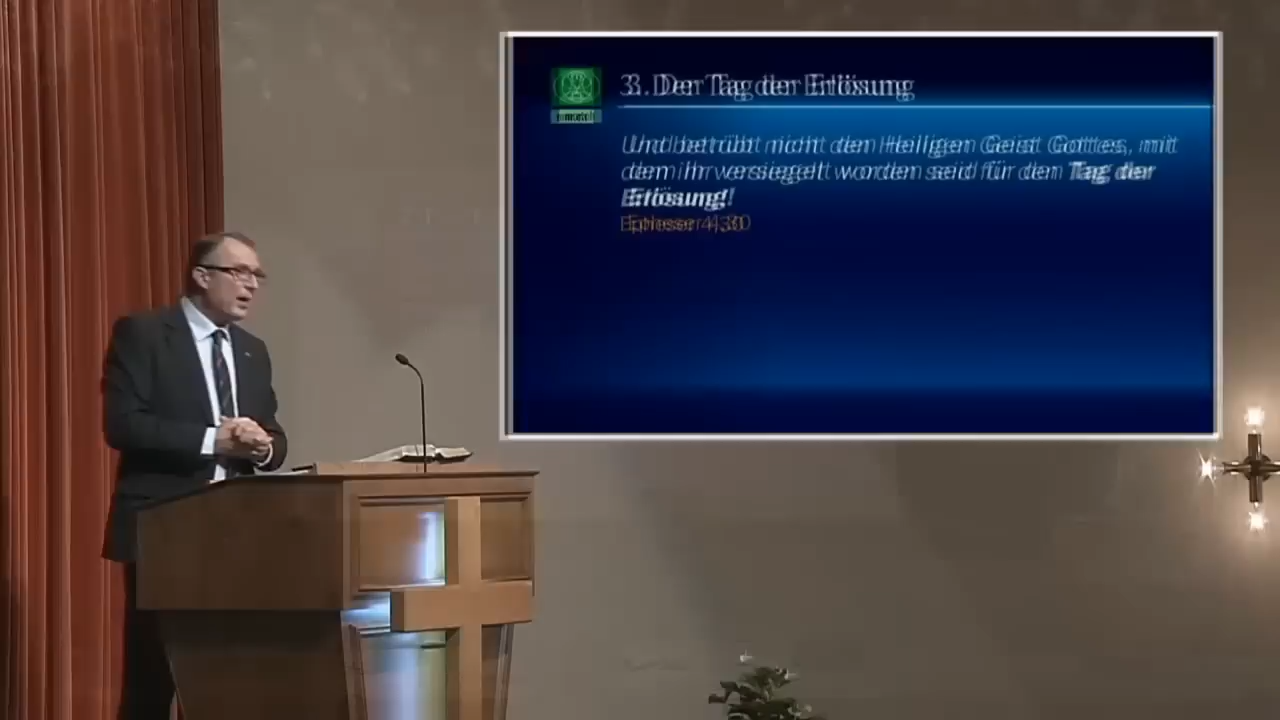 3. Der Tag der Erlösung
Und betrübt nicht den Heiligen Geist Gottes, mit
dem ihr versiegelt worden seid für den Tag der
Erlösung!
Epheser 4,30